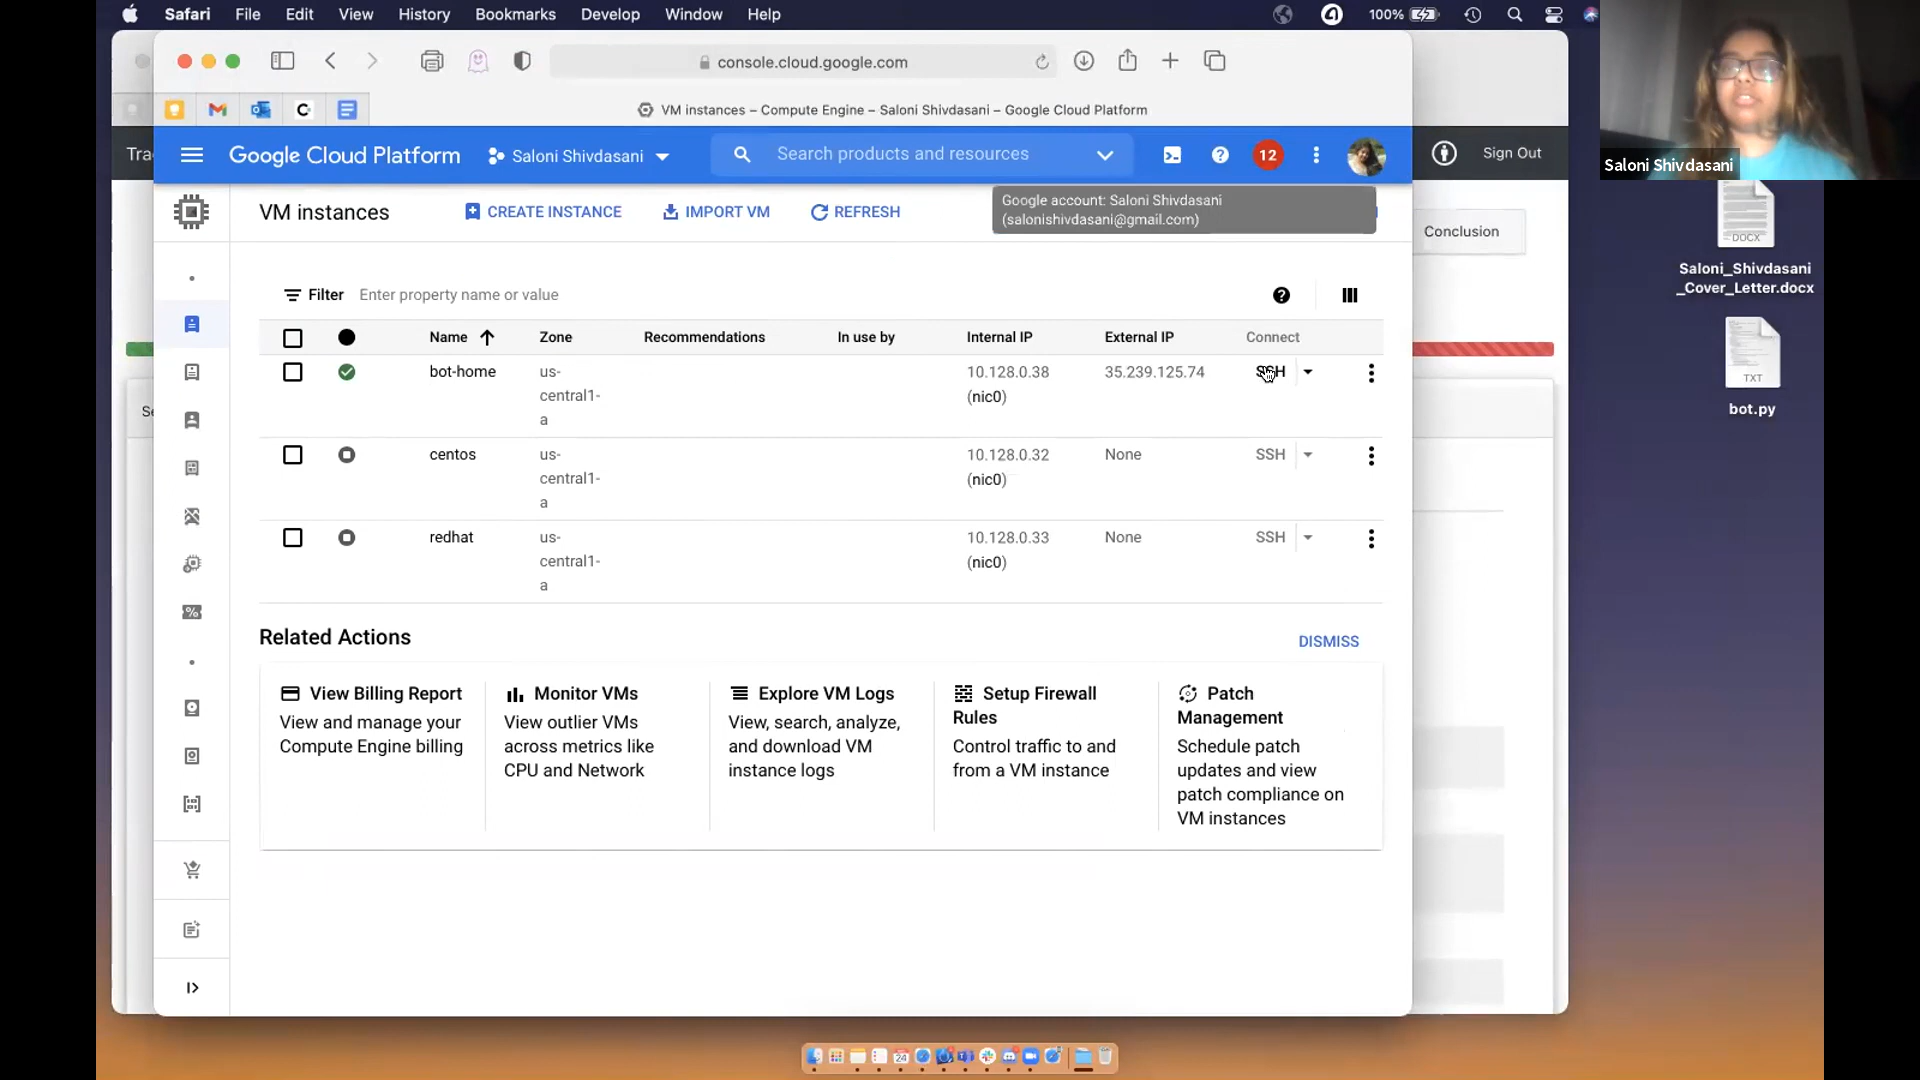 Safari File Edit View History Bookmarks Develop Window Help 100%
console.cloud.google.com
VM instances – Compute Engine – Saloni Shivdasani – Google Cloud Platform
Tra
Google Cloud Platform
Saloni Shivdasani
Search products and resources
12
Sign Out
Saloni Shivdasani
VM instances
CREATE INSTANCE
IMPORT VM
REFRESH
Google account: Saloni Shivdasani
(salonishivdasani@gmail.com)
Conclusion
DOCX
Saloni_Shivdasani
_Cover_Letter.docx
Filter Enter property name or value
Name Zone Recommendations In use by Internal IP External IP Connect
bot-home us-central1-a 10.128.0.38 (nic0) 35.239.125.74 SSH
centos us-central1-a 10.128.0.32 (nic0) None SSH
redhat us-central1-a 10.128.0.33 (nic0) None SSH
TXT
bot.py
Se
Related Actions
DISMISS
View Billing Report
View and manage your
Compute Engine billing
Monitor VMs
View outlier VMs
across metrics like
CPU and Network
Explore VM Logs
View, search, analyze,
and download VM
instance logs
Setup Firewall
Rules
Control traffic to and
from a VM instance
Patch
Management
Schedule patch
updates and view
patch compliance on
VM instances
24